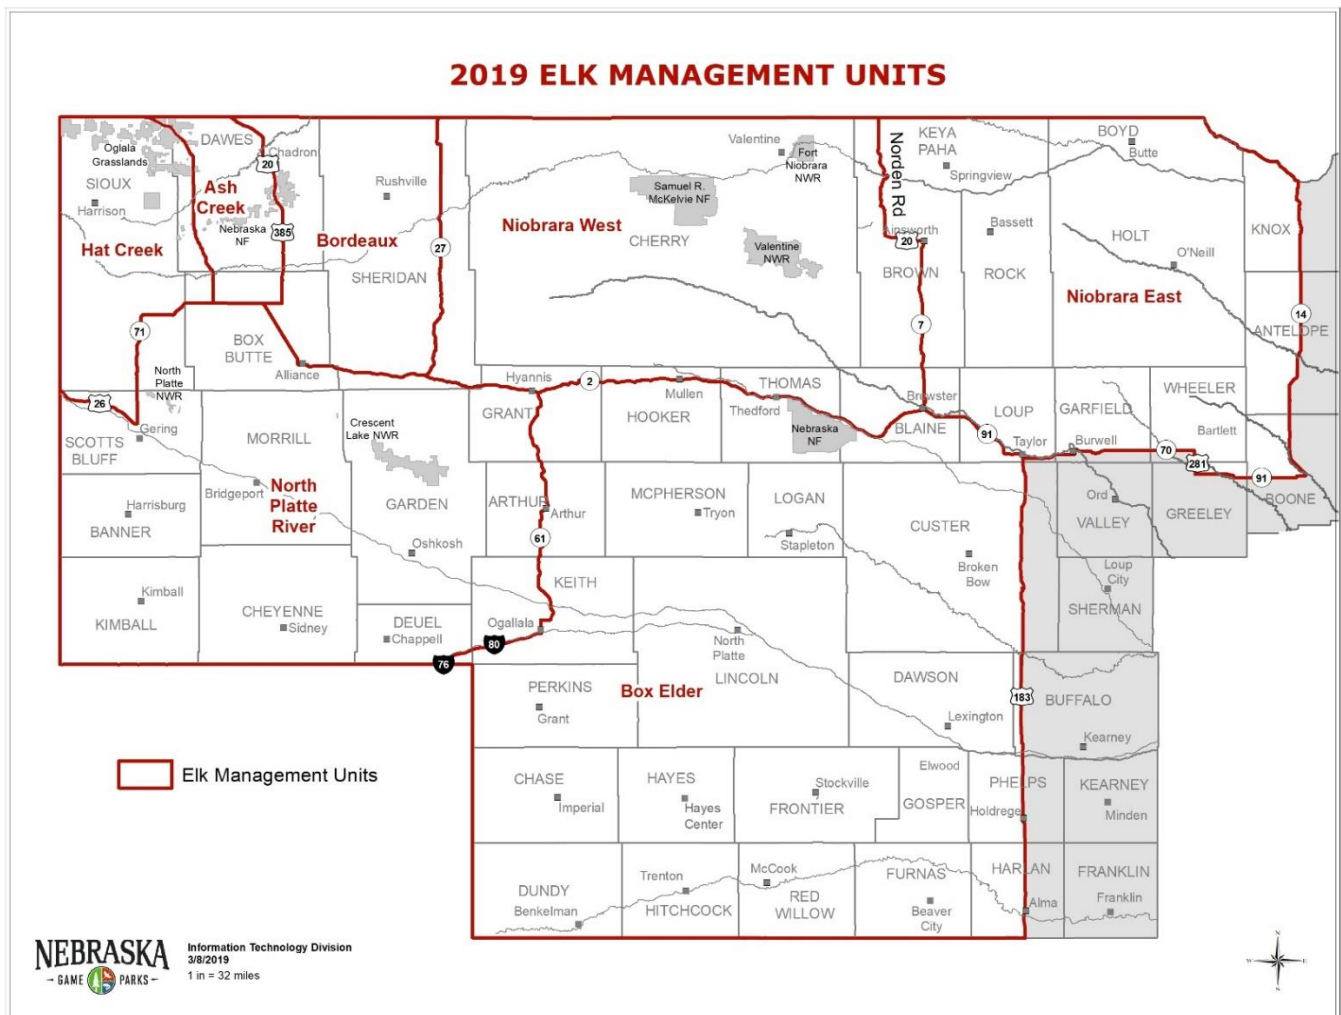 2019 ELK MANAGEMENT UNITS
DAWES
Oglala
Grasslands
Chadron
20
SIOUX
Harrison
Ash
Creek
Nebraska
NF
385
Hat Creek
Bordeaux
Rushville
27
SHERIDAN
Niobrara West
Valentine
Fort
Niobrara
NWR
Samuel R.
McKelvie NF
CHERRY
Valentine
NWR
Norden Rd
KEYA
PAHA
Springview
BOYD
Butte
20
Ainsworth
BROWN
Bassett
ROCK
HOLT
O'Neill
KNOX
Niobrara East
14
ANTELOPE
71
BOX
BUTTE
Alliance
7
North
Platte
NWR
26
Gering
SCOTTS
BLUFF
MORRILL
Bridgeport
Crescent
Lake NWR
Hyannis
2
GRANT
Mullen
HOOKER
THOMAS
Thedford
Nebraska
NF
Brewster
BLAINE
91
LOUP
Taylor
GARFIELD
Burwell
WHEELER
Bartlett
70
281
91
BOONE
Harrisburg
BANNER
North
Platte
River
GARDEN
Oshkosh
ARTHUR
Arthur
61
MCPHERSON
Tryon
LOGAN
Stapleton
CUSTER
Broken
Bow
Ord
VALLEY
GREELEY
Loup
City
SHERMAN
Kimball
KIMBALL
CHEYENNE
Sidney
DEUEL
Chappell
KEITH
Ogallala
80
76
North
Platte
LINCOLN
PERKINS
Grant
Box Elder
DAWSON
Lexington
183
BUFFALO
Kearney
Elk Management Units
CHASE
Imperial
HAYES
Hayes
Center
Stockville
FRONTIER
Elwood
GOSPER
PHELPS
Holdrege
KEARNEY
Minden
DUNDY
Benkelman
Trenton
HITCHCOCK
McCook
RED
WILLOW
FURNAS
Beaver
City
HARLAN
Alma
FRANKLIN
Franklin
NEBRASKA
GAME PARKS
Information Technology Division
3/8/2019
1 in = 32 miles
N
W E
S